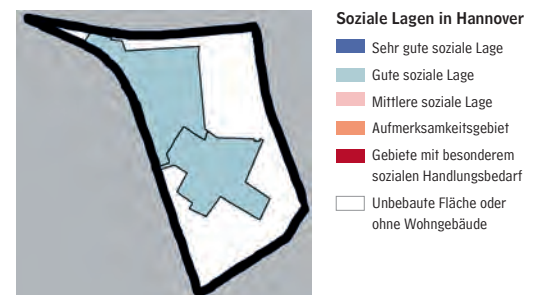 Soziale Lagen in Hannover
Sehr gute soziale Lage
Gute soziale Lage
Mittlere soziale Lage
Aufmerksamkeitsgebiet
Gebiete mit besonderem
sozialen Handlungsbedarf
Unbebaute Fläche oder
ohne Wohngebäude